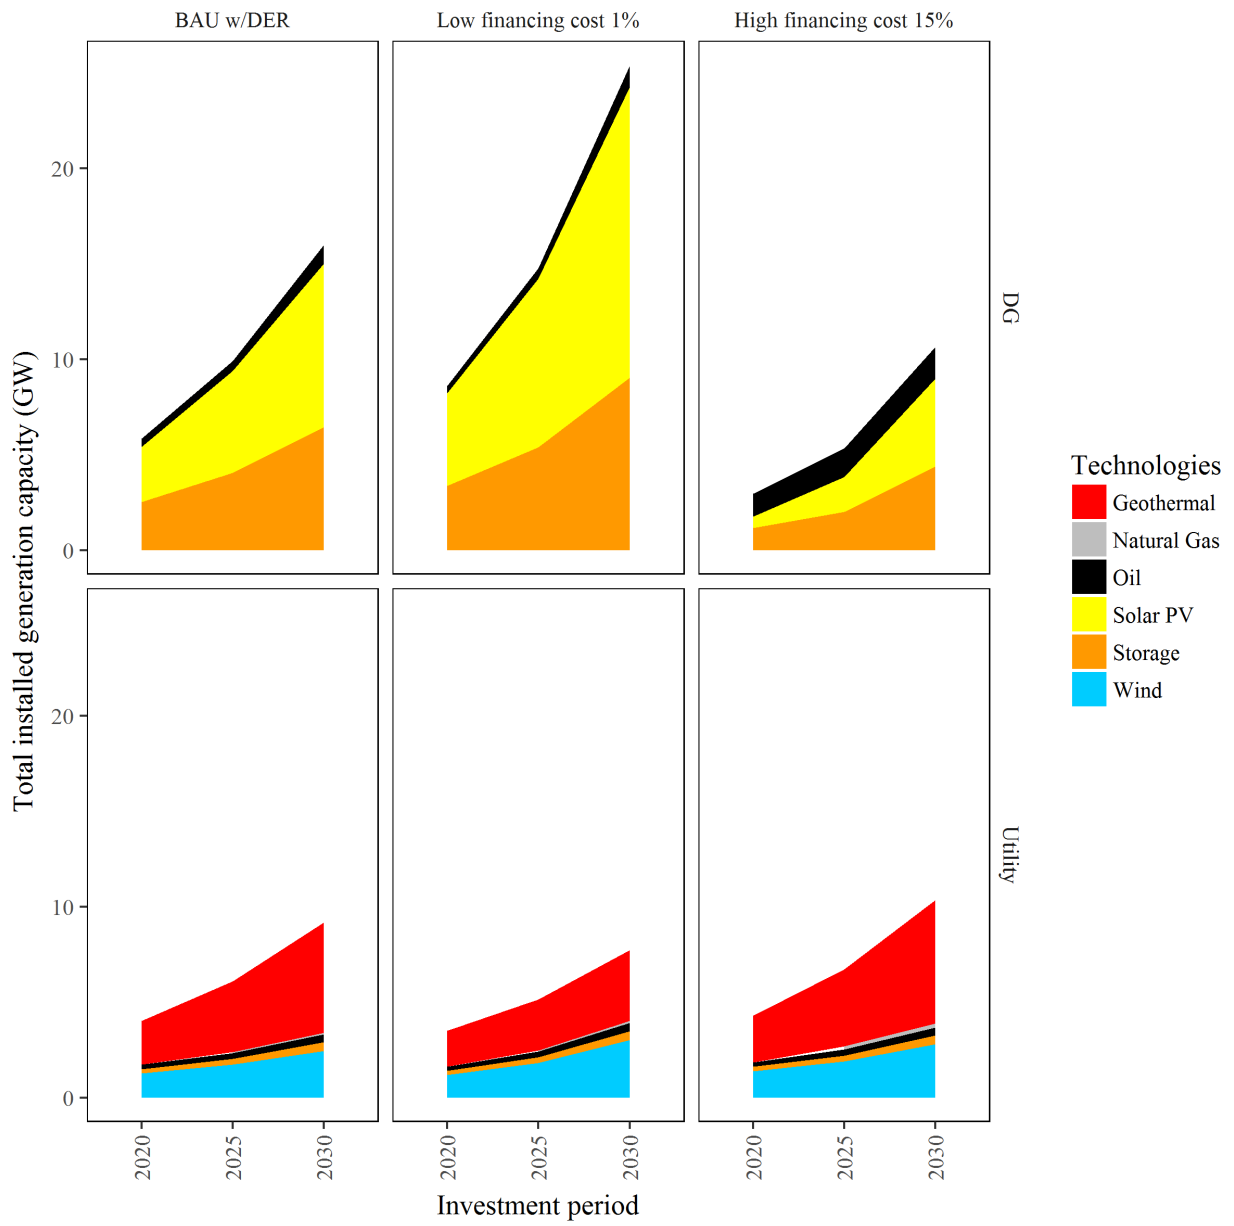 BAU w/DER
Low financing cost 1%
High financing cost 15%
Total installed generation capacity (GW)
20
10
0
DG
20
10
0
Utility
2020
2025
2030
2020
2025
2030
2020
2025
2030
Investment period
Technologies
Geothermal
Natural Gas
Oil
Solar PV
Storage
Wind